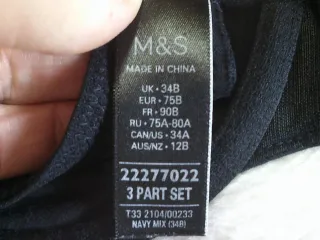 M&S
MADE IN CHINA
UK • 34B
EUR • 75B
FR • 90B
RU • 75A-80A
CAN/US • 34A
AUS/NZ • 12B
22277022
3 PART SET
T33 2104/00233
NAVY MIX (34B)